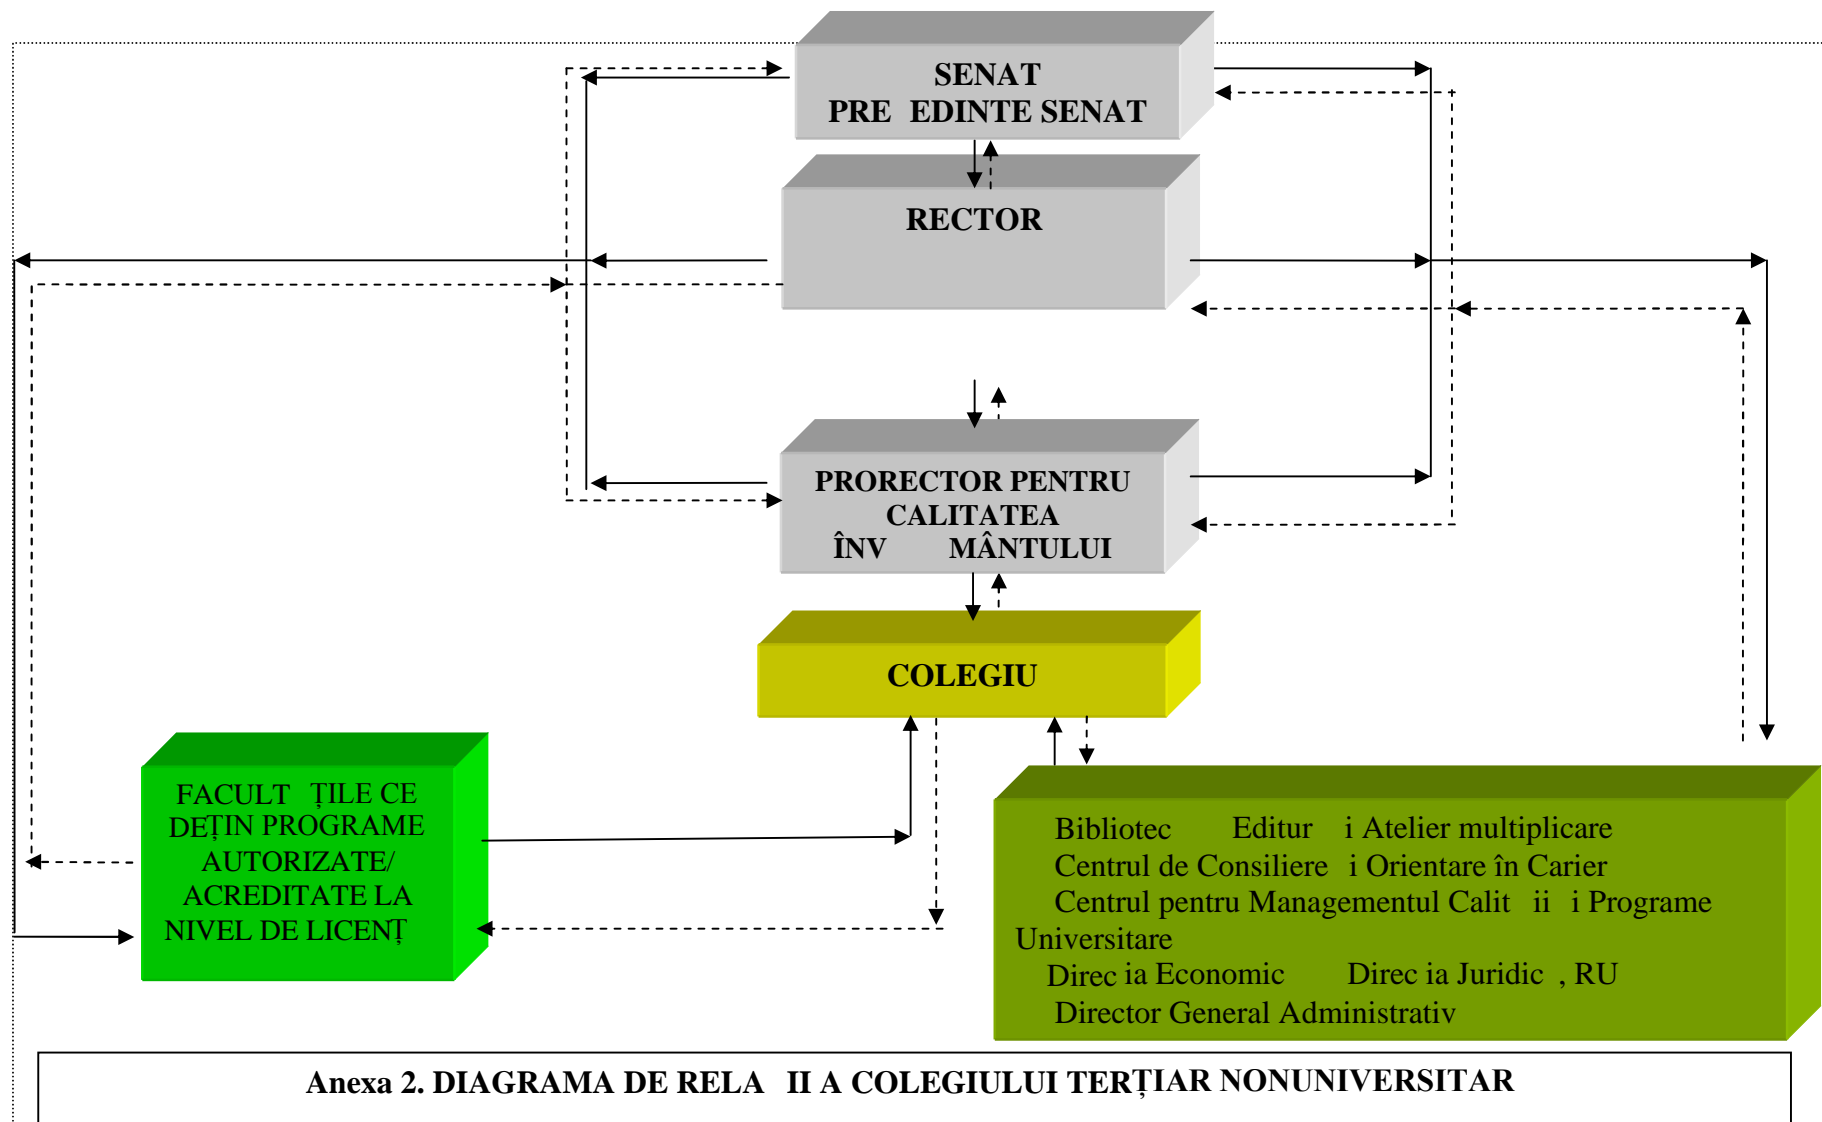 SENAT
PRE EDINTE SENAT
RECTOR
PRORECTOR PENTRU
CALITATEA
ÎNV MÂNTULUI
COLEGIU
FACULT ȚILE CE
DEȚIN PROGRAME
AUTORIZATE/
ACREDITATE LA
NIVEL DE LICENȚ
Bibliotec Editur i Atelier multiplicare
Centrul de Consiliere i Orientare în Carier
Centrul pentru Managementul Calit ii i Programe
Universitare
Direc ia Economic Direc ia Juridic , RU
Director General Administrativ
Anexa 2. DIAGRAMA DE RELA II A COLEGIULUI TERȚIAR NONUNIVERSITAR